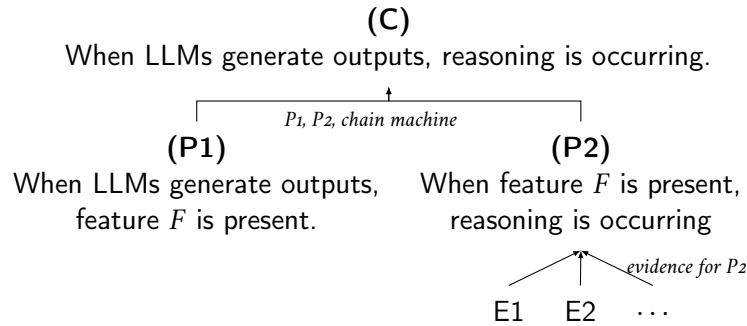 (C)
When LLMs generate outputs, reasoning is occurring.
P1, P2, chain machine
(P1)
When LLMs generate outputs,
feature F is present.
(P2)
When feature F is present,
reasoning is occurring
evidence for P2
E1 E2 ...